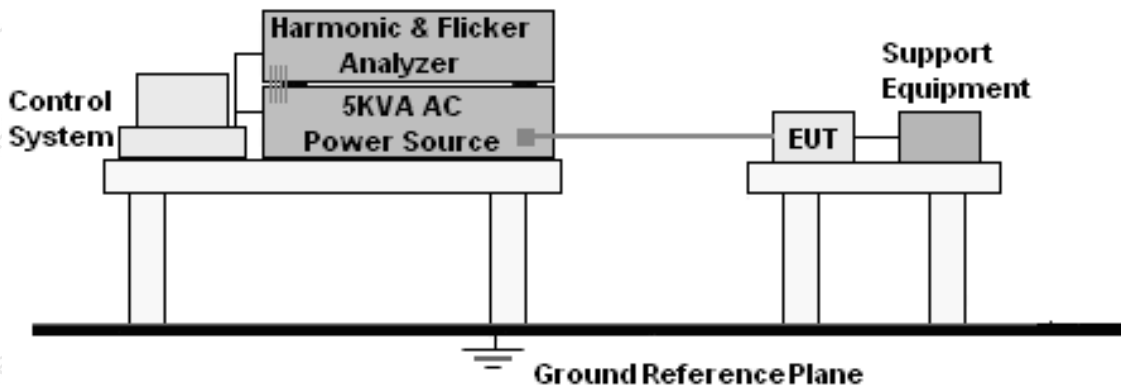 Harmonic & Flicker
Analyzer
Control
System
5KVA AC
Power Source
EUT
Support
Equipment
Ground Reference Plane